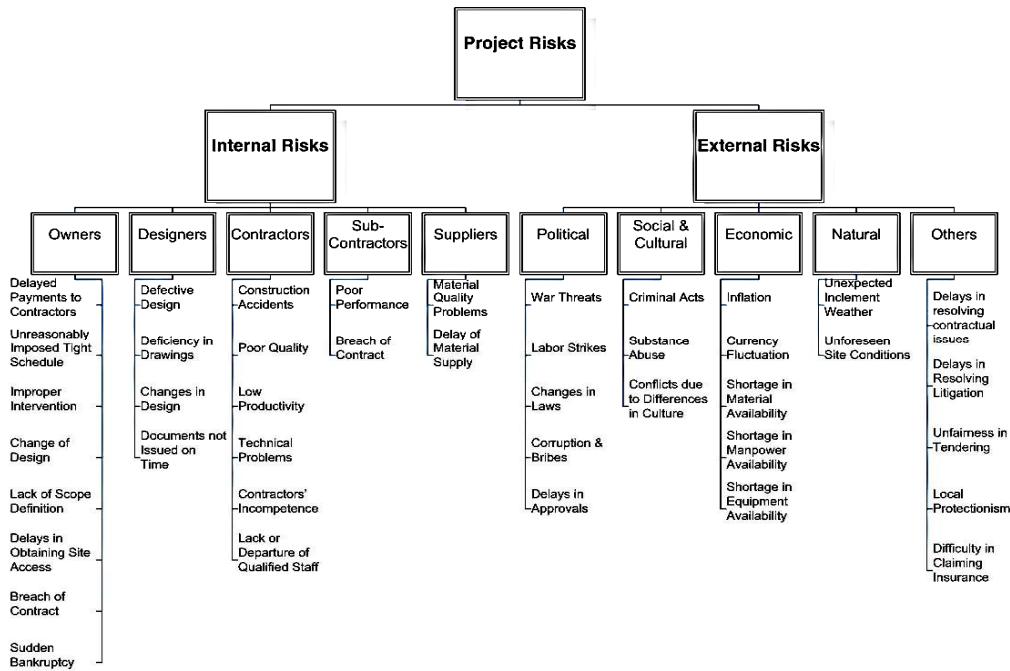 Project Risks
Internal Risks
External Risks
Owners
Designers
Contractors
Sub-
Contractors
Suppliers
Political
Social &
Cultural
Economic
Natural
Others
Delayed
Payments to
Contractors
Unreasonably
Imposed Tight
Schedule
Improper
Intervention
Change of
Design
Lack of Scope
Definition
Delays in
Obtaining Site
Access
Breach of
Contract
Sudden
Bankruptcy
Defective
Design
Deficiency in
Drawings
Changes in
Design
Documents not
Issued on
Time
Construction
Accidents
Poor Quality
Low
Productivity
Technical
Problems
Contractors'
Incompetence
Lack or
Departure of
Qualified Staff
Poor
Performance
Breach of
Contract
Material
Quality
Problems
Delay of
Material
Supply
War Threats
Labor Strikes
Changes in
Laws
Corruption &
Bribes
Delays in
Approvals
Criminal Acts
Substance
Abuse
Conflicts due
to Differences
in Culture
Inflation
Currency
Fluctuation
Shortage in
Material
Availability
Shortage in
Manpower
Availability
Shortage in
Equipment
Availability
Unexpected
Inclement
Weather
Unforeseen
Site Conditions
Delays in
resolving
contractual
issues
Delays in
Resolving
Litigation
Unfairness in
Tendering
Local
Protectionism
Difficulty in
Claiming
Insurance